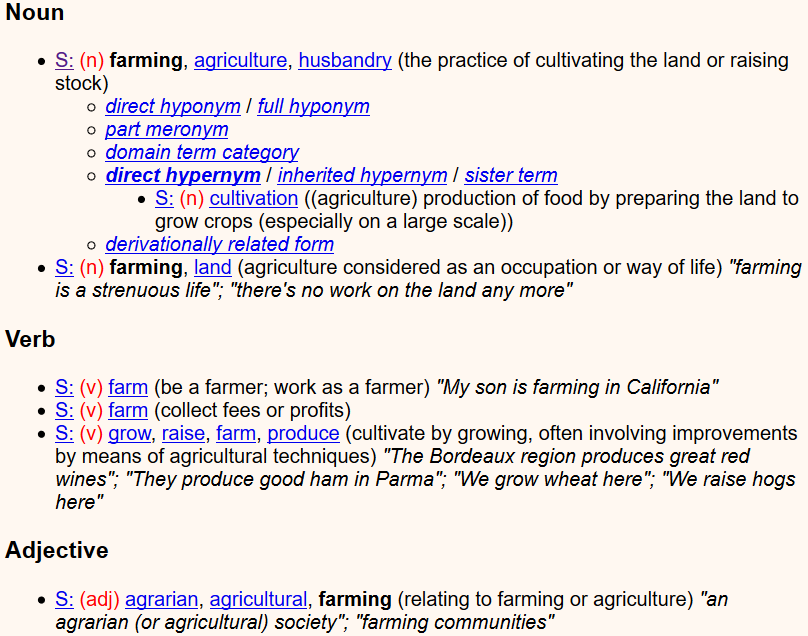 Noun
S: (n) farming, agriculture, husbandry (the practice of cultivating the land or raising
stock)
direct hyponym / full hyponym
part meronym
domain term category
direct hypernym / inherited hypernym / sister term
S: (n) cultivation ((agriculture) production of food by preparing the land to
grow crops (especially on a large scale))
derivationally related form
S: (n) farming, land (agriculture considered as an occupation or way of life) "farming
is a strenuous life"; "there's no work on the land any more"
Verb
S: (v) farm (be a farmer; work as a farmer) "My son is farming in California"
S: (v) farm (collect fees or profits)
S: (v) grow, raise, farm, produce (cultivate by growing, often involving improvements
by means of agricultural techniques) "The Bordeaux region produces great red
wines"; "They produce good ham in Parma"; "We grow wheat here"; "We raise hogs
here"
Adjective
S: (adj) agrarian, agricultural, farming (relating to farming or agriculture) "an
agrarian (or agricultural) society"; "farming communities"